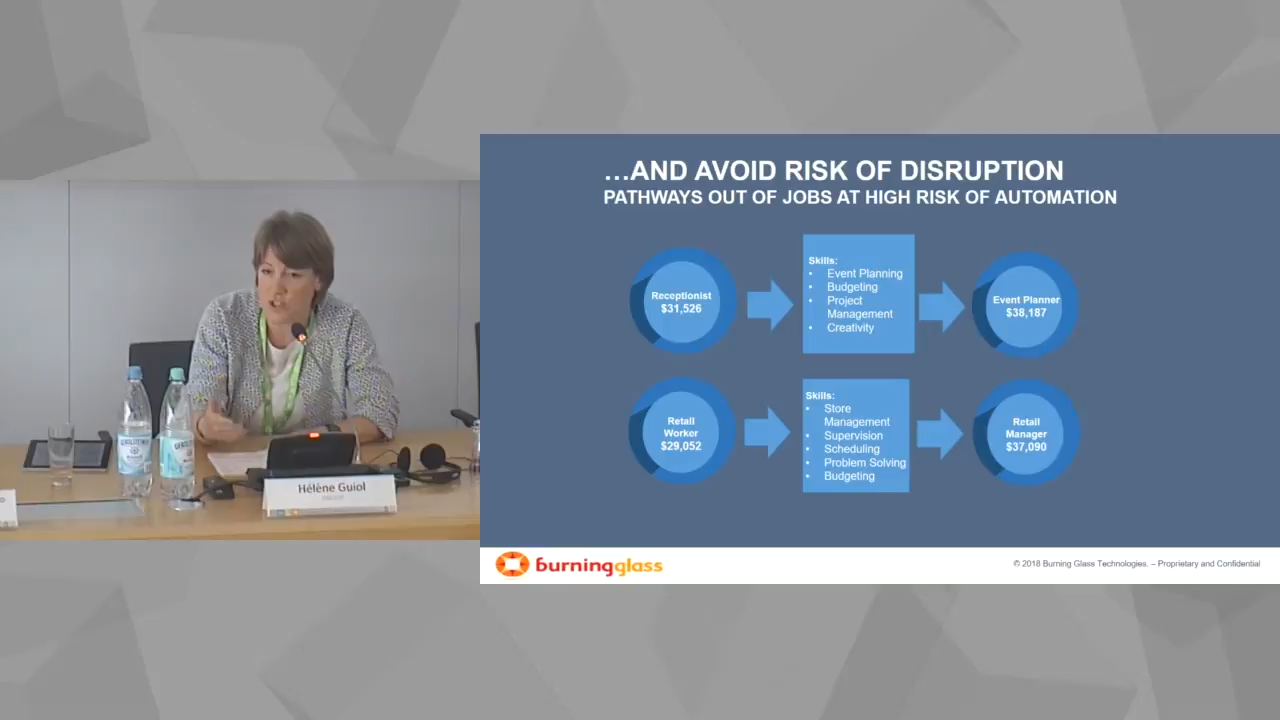 …AND AVOID RISK OF DISRUPTION
PATHWAYS OUT OF JOBS AT HIGH RISK OF AUTOMATION
Receptionist
$31,526
Skills:
• Event Planning
• Budgeting
• Project
Management
• Creativity
Event Planner
$38,187
Retail
Worker
$29,052
Skills:
• Store
Management
• Supervision
• Scheduling
• Problem Solving
• Budgeting
Retail
Manager
$37,090
burningglass
© 2018 Burning Glass Technologies. – Proprietary and Confidential
Hélène Guiol